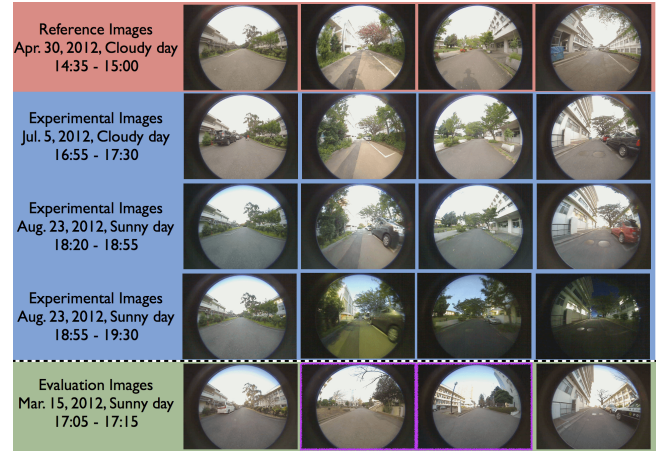 Reference Images
Apr. 30, 2012, Cloudy day
14:35 - 15:00
Experimental Images
Jul. 5, 2012, Cloudy day
16:55 - 17:30
Experimental Images
Aug. 23, 2012, Sunny day
18:20 - 18:55
Experimental Images
Aug. 23, 2012, Sunny day
18:55 - 19:30
Evaluation Images
Mar. 15, 2012, Sunny day
17:05 - 17:15